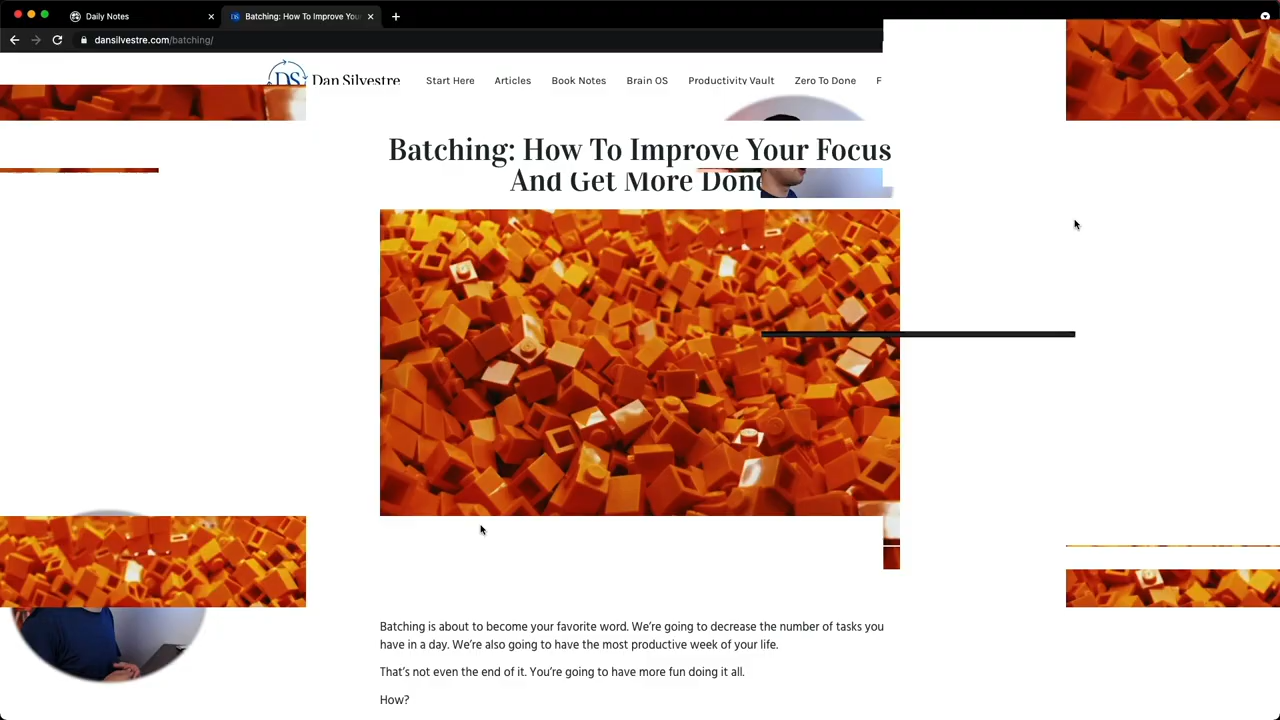 Daily Notes
Batching: How To Improve Your
dansilvestre.com/batching/
DS Dan Silvestre
Start Here Articles Book Notes Brain OS Productivity Vault Zero To Done F
Batching: How To Improve Your Focus
And Get More Done
Batching is about to become your favorite word. We’re going to decrease the number of tasks you
have in a day. We’re also going to have the most productive week of your life.
That’s not even the end of it. You’re going to have more fun doing it all.
How?